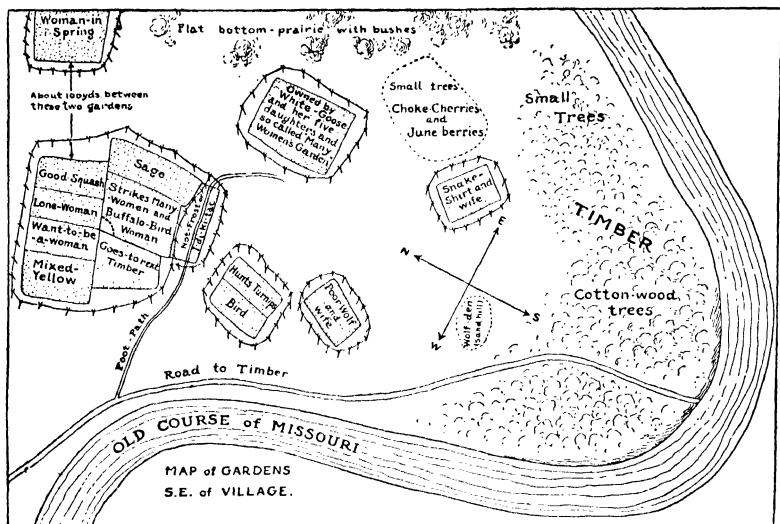 Woman-in
Spring
Flat bottom-prairie with bushes
About 100yds. between
these two gardens
Owned by
White-Goose
and her five
daughters and
so called Many
Women's Garden
Small trees
Choke-Cherries
and
June berries
Small
Trees
Good Squash
Lone-Woman
Want-to-be
-a-woman
Mixed-
Yellow
Sage
Strikes Many
Women and
Buffalo-Bird
Woman
Goes-to-next
Timber
Snake-
Shirt and
wife
TIMBER
Cotton-wood
trees
N
E
S
W
Wolf den
(sand hill)
Hunts Turnips
Bird
Poor Wolf
and
wife
Foot Path
Road to Timber
OLD COURSE of MISSOURI
MAP of GARDENS
S.E. of VILLAGE.